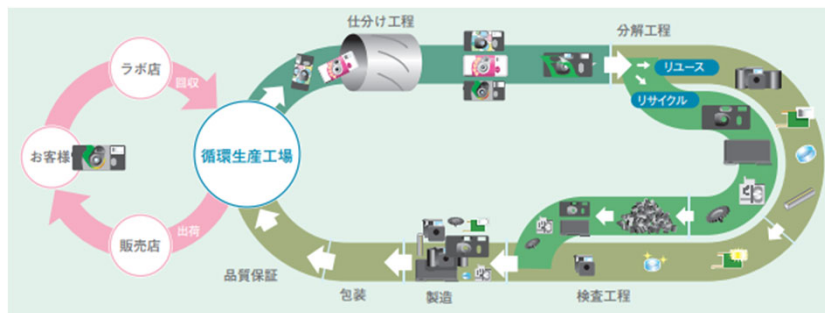 仕分け工程
分解工程
ラボ店
回収
リユース
リサイクル
お客様
循環生産工場
販売店
出荷
品質保証
包装
製造
検査工程